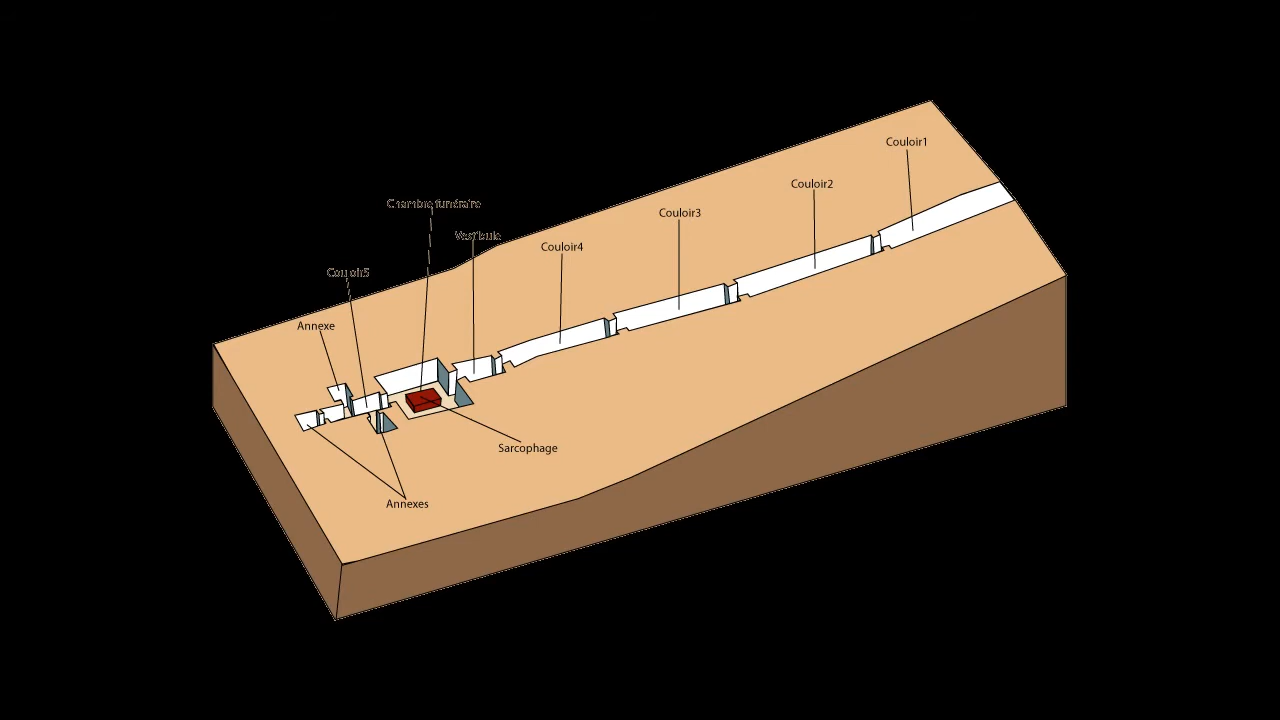 Couloir1
Couloir2
Chambre funéraire
Couloir3
Vestibule
Couloir4
Couloir5
Annexe
Sarcophage
Annexes